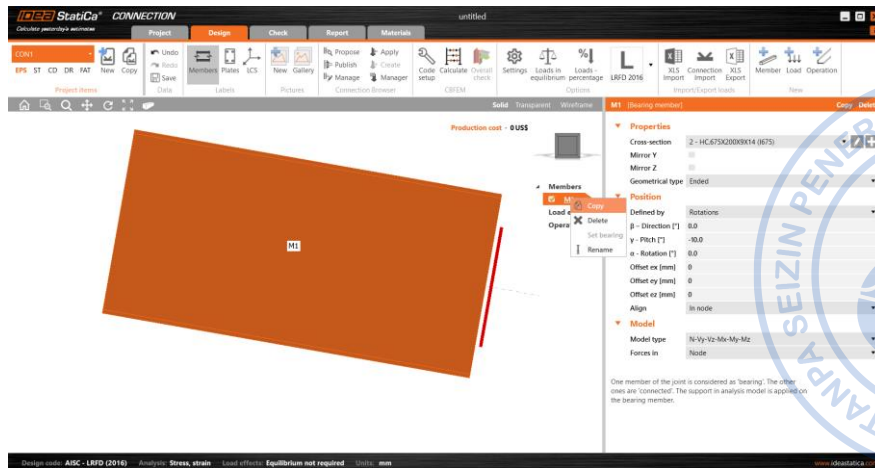 IDEA StatiCa® CONNECTION
untitled
Calculate yesterday's estimates
Project Design Check Report Materials
CON1
EPS ST CD DR FAT
New Copy
Undo
Redo
Save
Members Plates LCS
New Gallery
Propose
Publish
Manage
Apply
Create
Manager
Code setup
Calculate
Overall check
Settings
Loads in equilibrium
Loads - percentage
LRFD 2016
XLS Import
Connection Import
XLS Export
Member Load Operation
Project items Data Labels Pictures Connection Browser CBFEM Options Import/Export loads New
Solid Transparent Wireframe
M1 [Bearing member]
Copy Delet
Production cost - 0 US$
M1
Members
M
Load e
Opera
Copy
Delete
Set bearing
Rename
Properties
Cross-section 2 - HC.675X200X9X14 (I675)
Mirror Y
Mirror Z
Geometrical type Ended
Position
Defined by Rotations
β – Direction [°] 0.0
γ – Pitch [°] -10.0
α - Rotation [°] 0.0
Offset ex [mm] 0
Offset ey [mm] 0
Offset ez [mm] 0
Align In node
Model
Model type N-Vy-Vz-Mx-My-Mz
Forces in Node
One member of the joint is considered as 'bearing'. The other
ones are 'connected'. The support in analysis model is applied on
the bearing member.
TANPA SEIZIN PENER
Design code: AISC - LRFD (2016) Analysis: Stress, strain Load effects: Equilibrium not required Units: mm
www.ideastatica.com